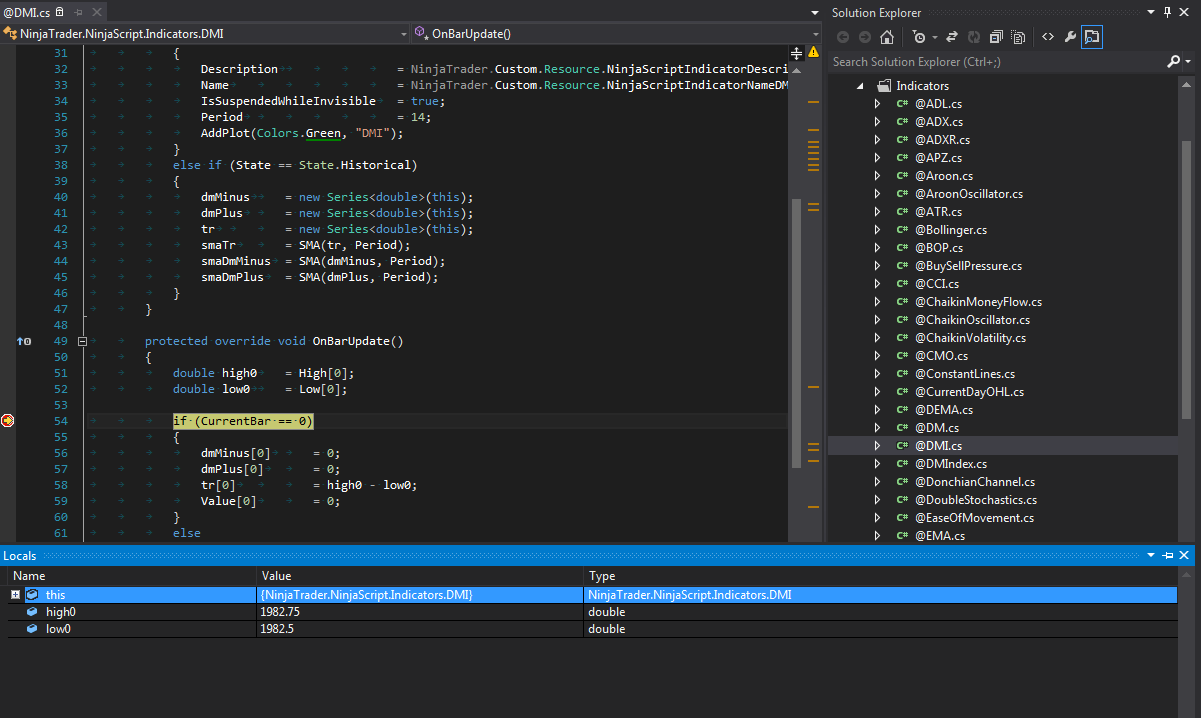 @DMI.cs
NinjaTrader.NinjaScript.Indicators.DMI
OnBarUpdate()
31 {
32 Description = NinjaTrader.Custom.Resource.NinjaScriptIndicatorDescri
33 Name = NinjaTrader.Custom.Resource.NinjaScriptIndicatorNameDM
34 IsSuspendedWhileInvisible = true;
35 Period = 14;
36 AddPlot(Colors.Green, "DMI");
37 }
38 else if (State == State.Historical)
39 {
40 dmMinus = new Series<double>(this);
41 dmPlus = new Series<double>(this);
42 tr = new Series<double>(this);
43 smaTr = SMA(tr, Period);
44 smaDmMinus = SMA(dmMinus, Period);
45 smaDmPlus = SMA(dmPlus, Period);
46 }
47 }
48
49 protected override void OnBarUpdate()
50 {
51 double high0 = High[0];
52 double low0 = Low[0];
53
54 if (CurrentBar == 0)
55 {
56 dmMinus[0] = 0;
57 dmPlus[0] = 0;
58 tr[0] = high0 - low0;
59 Value[0] = 0;
60 }
61 else
Solution Explorer
Search Solution Explorer (Ctrl+;)
Indicators
C# @ADL.cs
C# @ADX.cs
C# @ADXR.cs
C# @APZ.cs
C# @Aroon.cs
C# @AroonOscillator.cs
C# @ATR.cs
C# @Bollinger.cs
C# @BOP.cs
C# @BuySellPressure.cs
C# @CCI.cs
C# @ChaikinMoneyFlow.cs
C# @ChaikinOscillator.cs
C# @ChaikinVolatility.cs
C# @CMO.cs
C# @ConstantLines.cs
C# @CurrentDayOHL.cs
C# @DEMA.cs
C# @DM.cs
C# @DMI.cs
C# @DMIndex.cs
C# @DonchianChannel.cs
C# @DoubleStochastics.cs
C# @EaseOfMovement.cs
C# @EMA.cs
Locals
Name Value Type
this {NinjaTrader.NinjaScript.Indicators.DMI} NinjaTrader.NinjaScript.Indicators.DMI
high0 1982.75 double
low0 1982.5 double